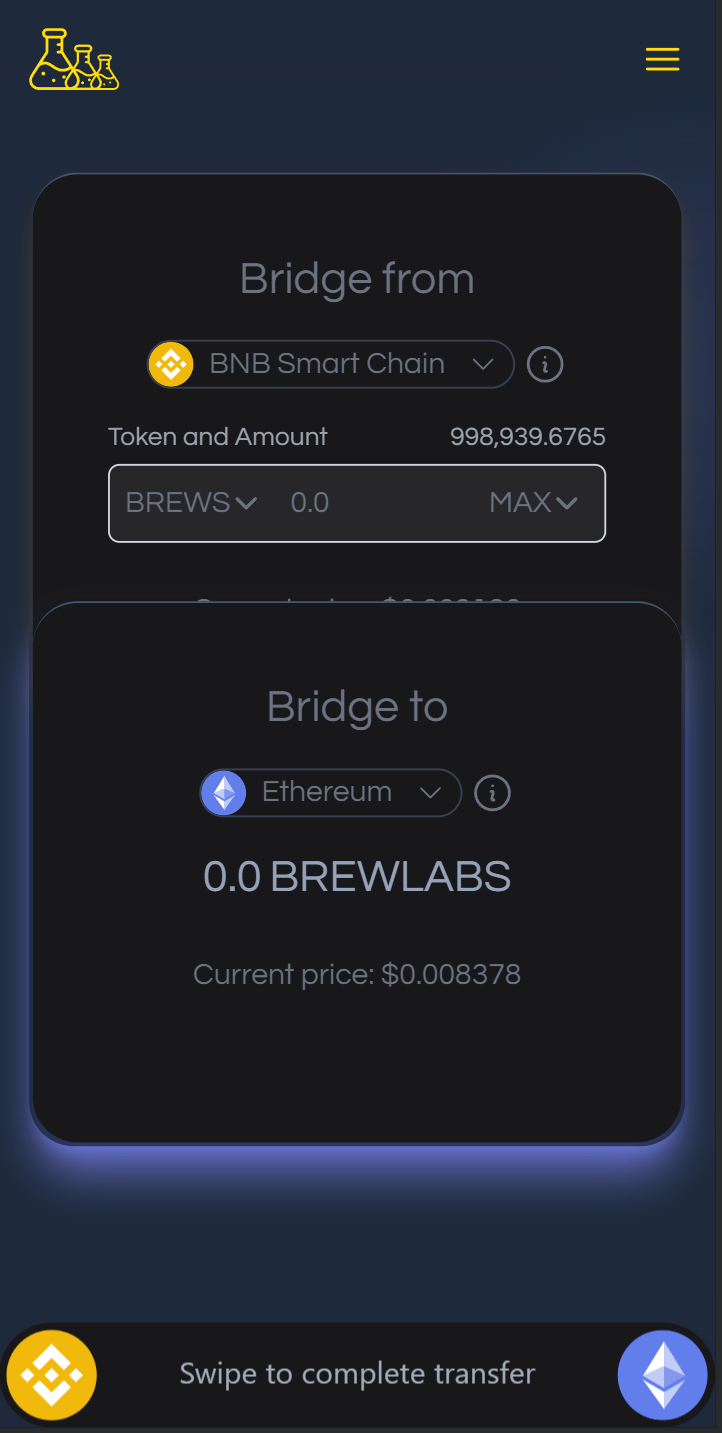 Bridge from
BNB Smart Chain
Token and Amount 998,939.6765
BREWS 0.0 MAX
Bridge to
Ethereum
0.0 BREWLABS
Current price: $0.008378
Swipe to complete transfer